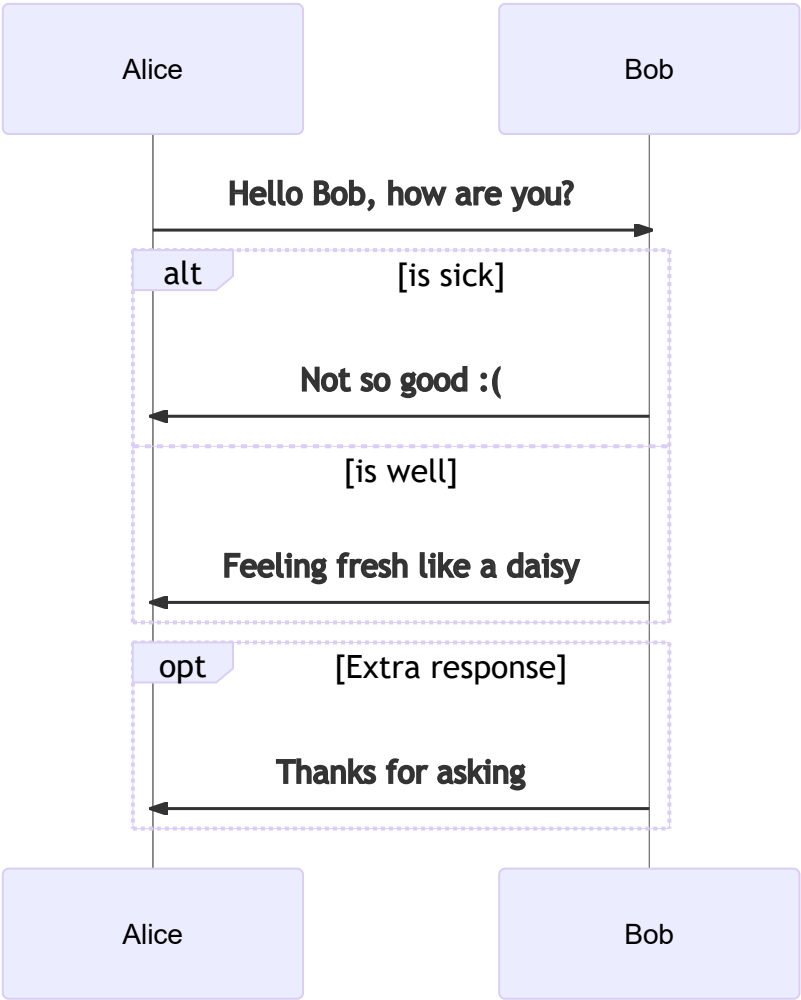 Alice
Bob
Hello Bob, how are you?
alt
[is sick]
Not so good :(
[is well]
Feeling fresh like a daisy
opt
[Extra response]
Thanks for asking
Alice
Bob